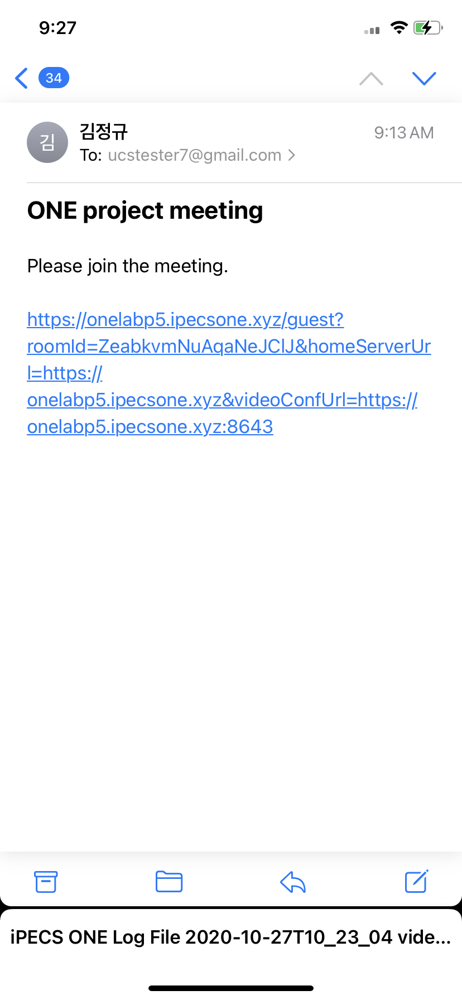 9:27
34
김
김정규
9:13 AM
To: ucstester7@gmail.com
ONE project meeting
Please join the meeting.
https://onelabp5.ipecsone.xyz/guest?
roomId=ZeabkvmNuAqaNeJClJ&homeServerUr
l=https://
onelabp5.ipecsone.xyz&videoConfUrl=https://
onelabp5.ipecsone.xyz:8643
iPECS ONE Log File 2020-10-27T10_23_04 vide...